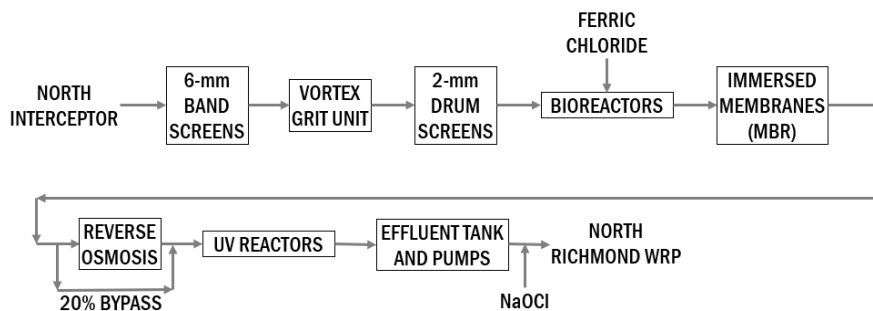 FERRIC
CHLORIDE
NORTH
INTERCEPTOR
6-mm
BAND
SCREENS
VORTEX
GRIT UNIT
2-mm
DRUM
SCREENS
BIOREACTORS
IMMERSED
MEMBRANES
(MBR)
REVERSE
OSMOSIS
20% BYPASS
UV REACTORS
EFFLUENT TANK
AND PUMPS
NaOCl
NORTH
RICHMOND WRP